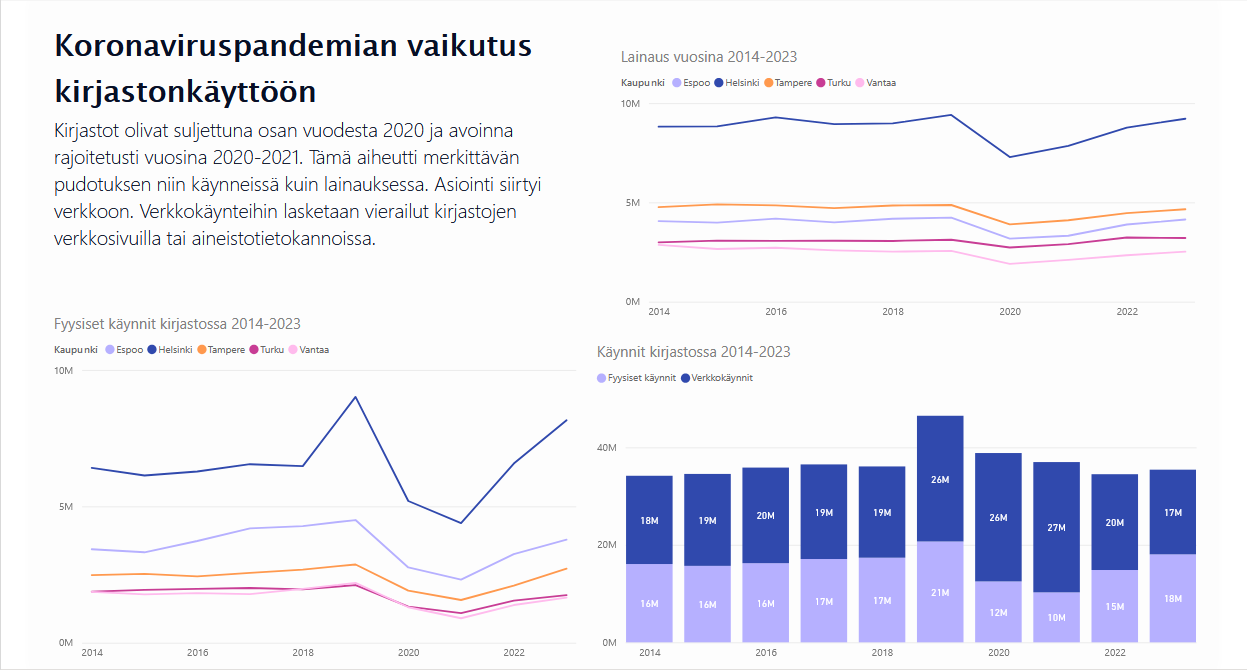 Koronaviruspandemian vaikutus
kirjastonkäyttöön
Kirjastot olivat suljettuna osan vuodesta 2020 ja avoinna
rajoitetusti vuosina 2020-2021. Tämä aiheutti merkittävän
pudotuksen niin käynneissä kuin lainauksessa. Asiointi siirtyi
verkkoon. Verkkokäynteihin lasketaan vierailut kirjastojen
verkkosivuilla tai aineistotietokannoissa.
Lainaus vuosina 2014-2023
Kaupunki Espoo Helsinki Tampere Turku Vantaa
10M
5M
0M
2014 2016 2018 2020 2022
Fyysiset käynnit kirjastossa 2014-2023
Kaupunki Espoo Helsinki Tampere Turku Vantaa
10M
5M
0M
2014 2016 2018 2020 2022
Käynnit kirjastossa 2014-2023
Fyysiset käynnit Verkkokäynnit
40M
20M
0M
18M 19M 20M 19M 19M 26M 26M 27M 20M 17M
16M 16M 16M 17M 17M 21M 12M 10M 15M 18M
2014 2016 2018 2020 2022